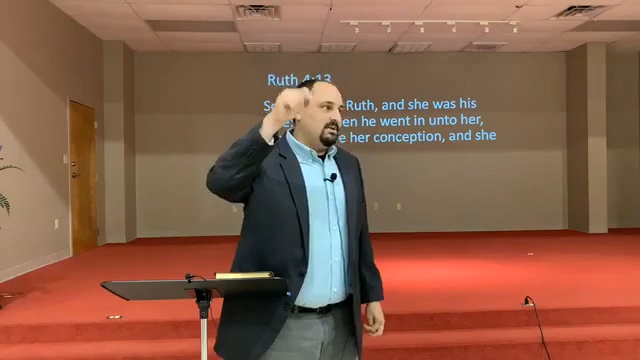 Ruth 4:13
Ruth, and she was his
he went in unto her,
her conception, and she